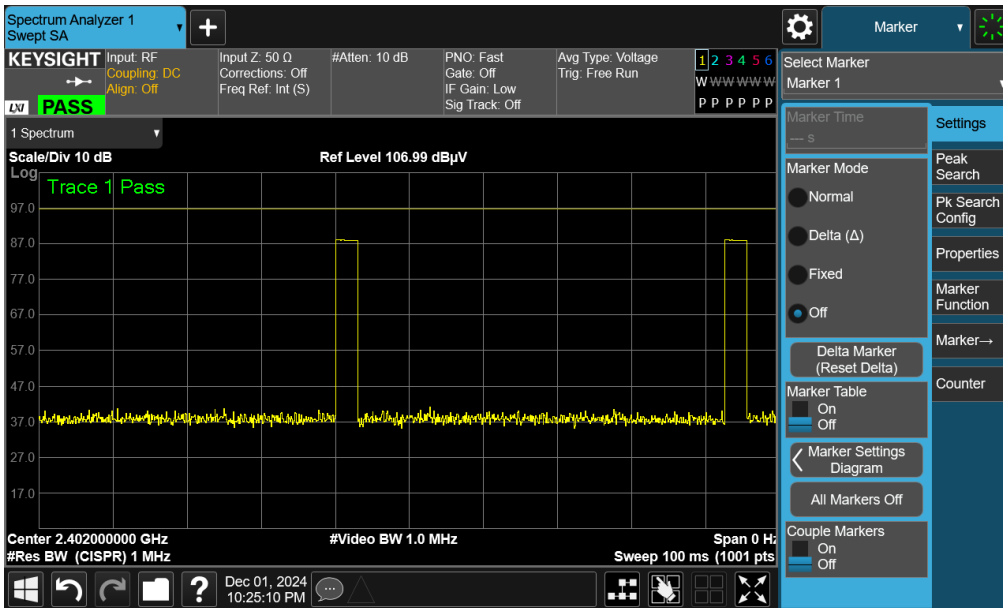 Spectrum Analyzer 1
Swept SA
+
Marker
KEYSIGHT
LXI
PASS
Input: RF
Coupling: DC
Align: Off
Input Z: 50 Ω
Corrections: Off
Freq Ref: Int (S)
#Atten: 10 dB
PNO: Fast
Gate: Off
IF Gain: Low
Sig Track: Off
Avg Type: Voltage
Trig: Free Run
1 2 3 4 5 6
W W W W W W
P P P P P P
Select Marker
Marker 1
1 Spectrum
Scale/Div 10 dB
Ref Level 106.99 dBµV
Log
Trace 1 Pass
97.0
87.0
77.0
67.0
57.0
47.0
37.0
27.0
17.0
Center 2.402000000 GHz
#Video BW 1.0 MHz
Span 0 Hz
#Res BW (CISPR) 1 MHz
Sweep 100 ms (1001 pts
Marker Time
--- s
Marker Mode
Normal
Delta (Δ)
Fixed
Off
Delta Marker
(Reset Delta)
Marker Table
On
Off
Marker Settings
Diagram
All Markers Off
Couple Markers
On
Off
Settings
Peak
Search
Pk Search
Config
Properties
Marker
Function
Marker→
Counter
?
Dec 01, 2024
10:25:10 PM